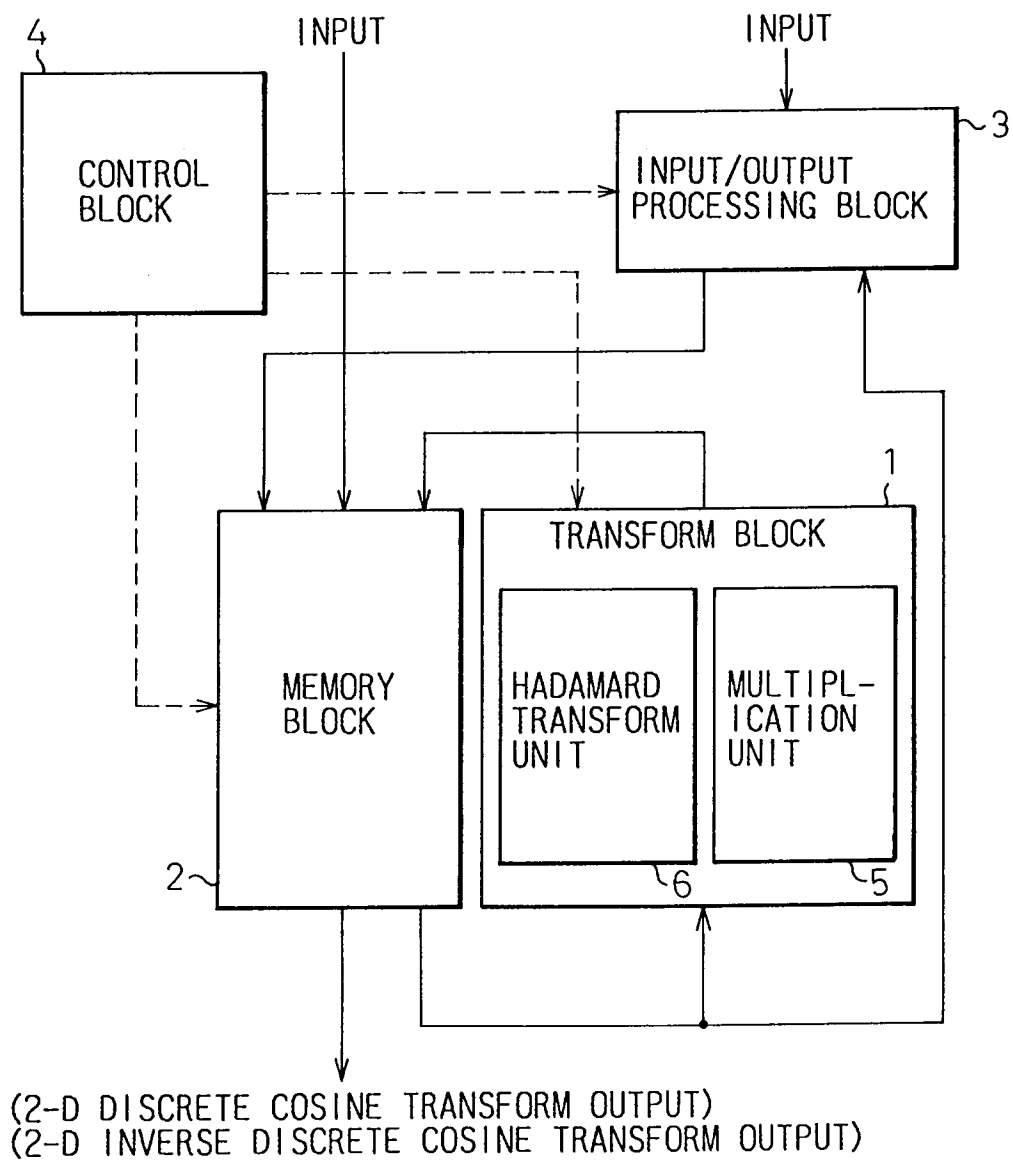 4
INPUT
INPUT
3
CONTROL
BLOCK
INPUT/OUTPUT
PROCESSING BLOCK
1
TRANSFORM BLOCK
MEMORY
BLOCK
HADAMARD
TRANSFORM
UNIT
MULTIPL-
ICATION
UNIT
2
6
5
(2-D DISCRETE COSINE TRANSFORM OUTPUT)
(2-D INVERSE DISCRETE COSINE TRANSFORM OUTPUT)